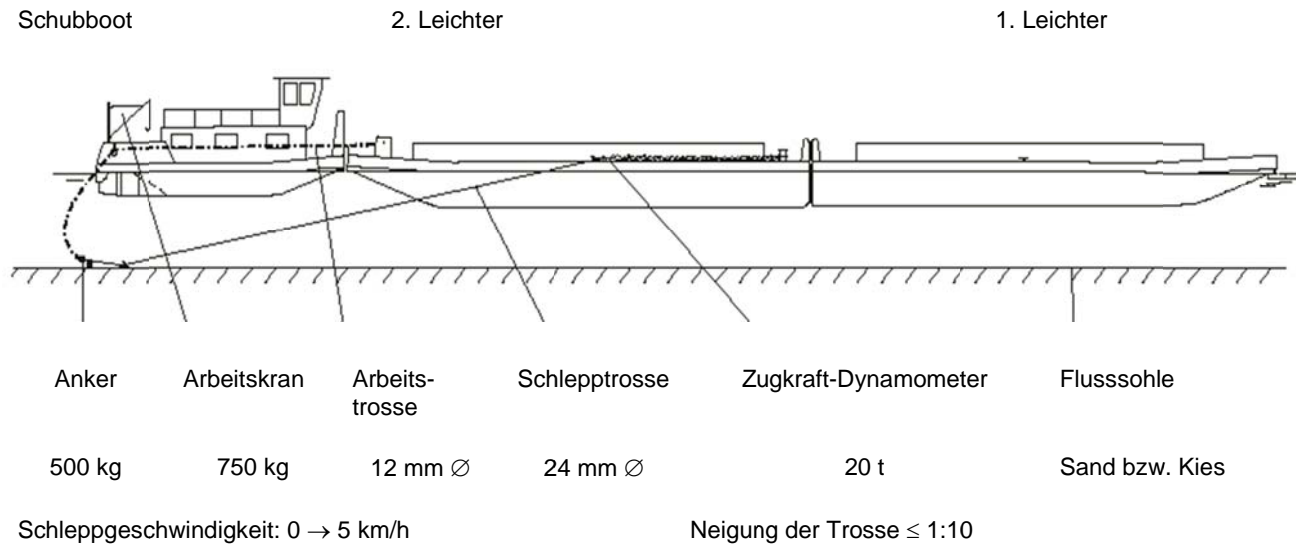 Schubboot 2. Leichter 1. Leichter
Anker Arbeitskran Arbeits- Schlepptrosse Zugkraft-Dynamometer Flusssohle
trosse
500 kg 750 kg 12 mm ∅ 24 mm ∅ 20 t Sand bzw. Kies
Schleppgeschwindigkeit: 0 → 5 km/h Neigung der Trosse ≤ 1:10